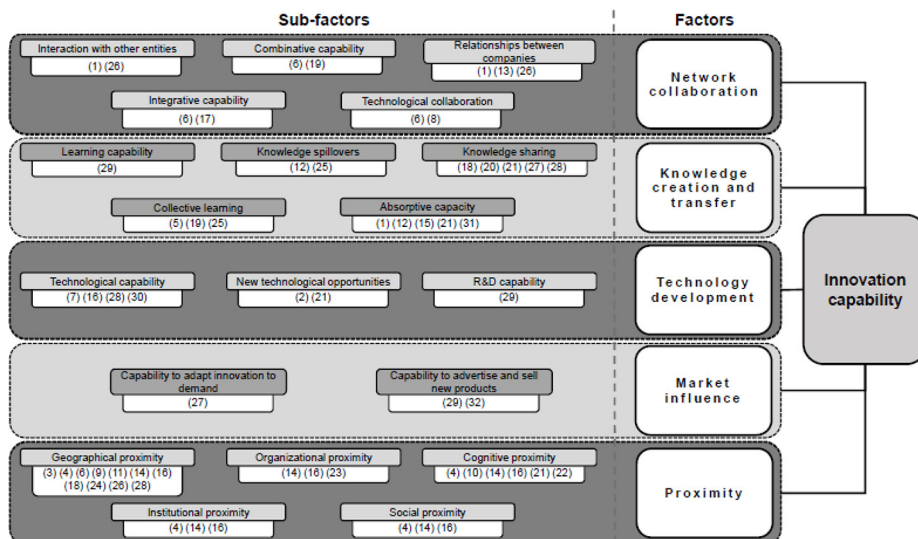 Sub-factors
Factors
Interaction with other entities
(1) (26)
Combinative capability
(6) (19)
Relationships between
companies
(1) (13) (26)
Integrative capability
(6) (17)
Technological collaboration
(6) (8)
Network
collaboration
Learning capability
(29)
Knowledge spillovers
(12) (25)
Knowledge sharing
(18) (20) (21) (27) (28)
Collective learning
(5) (19) (25)
Absorptive capacity
(1) (12) (15) (21) (31)
Knowledge
creation and
transfer
Technological capability
(7) (16) (28) (30)
New technological opportunities
(2) (21)
R&D capability
(29)
Technology
development
Innovation
capability
Capability to adapt innovation to
demand
(27)
Capability to advertise and sell
new products
(29) (32)
Market
influence
Geographical proximity
(3) (4) (6) (9) (11) (14) (16)
(18) (24) (26) (28)
Organizational proximity
(14) (16) (23)
Cognitive proximity
(4) (10) (14) (16) (21) (22)
Institutional proximity
(4) (14) (16)
Social proximity
(4) (14) (16)
Proximity